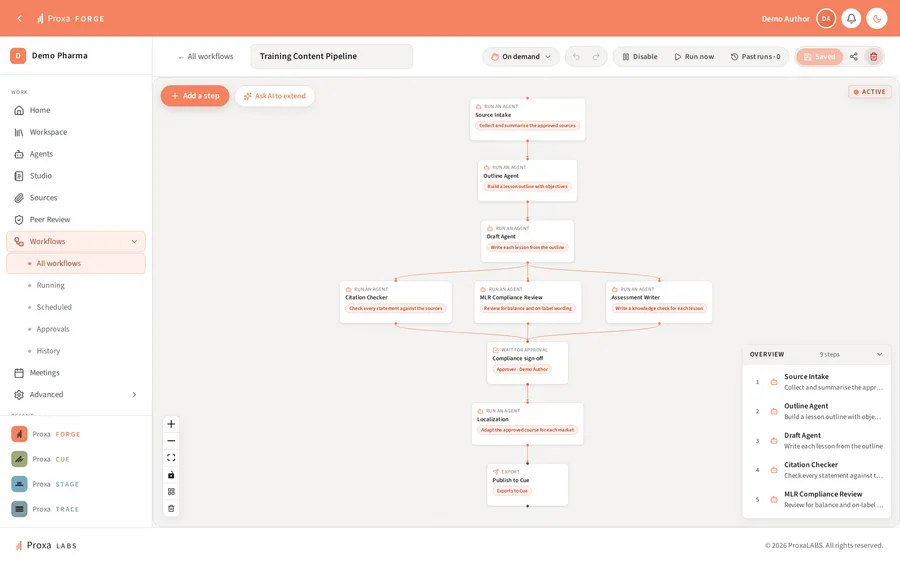 Proxa FORGE
Demo Author
DA
D
Demo Pharma
← All workflows
Training Content Pipeline
On demand
Disable
Run now
Past runs · 0
Saved
WORK
Home
Workspace
Agents
Studio
Sources
Peer Review
Workflows
All workflows
Running
Scheduled
Approvals
History
Meetings
Advanced
Proxa FORGE
Proxa CUE
Proxa STAGE
Proxa TRACE
Add a step
Ask AI to extend
ACTIVE
RUN AN AGENT
Source Intake
Collect and summarise the approved sources
RUN AN AGENT
Outline Agent
Build a lesson outline with objectives
RUN AN AGENT
Draft Agent
Write each lesson from the outline
RUN AN AGENT
Citation Checker
Check every statement against the sources
RUN AN AGENT
MLR Compliance Review
Review for balance and on-label wording
RUN AN AGENT
Assessment Writer
Write a knowledge check for each lesson
WAIT FOR APPROVAL
Compliance sign-off
Approver · Demo Author
RUN AN AGENT
Localization
Adapt the approved course for each market
EXPORT
Publish to Cue
Exports to Cue
OVERVIEW
9 steps
1
Source Intake
Collect and summarise the appr…
2
Outline Agent
Build a lesson outline with obje…
3
Draft Agent
Write each lesson from the outline
4
Citation Checker
Check every statement against t…
5
MLR Compliance Review
Review for balance and on-label …
Proxa LABS
© 2026 ProxaLABS. All rights reserved.